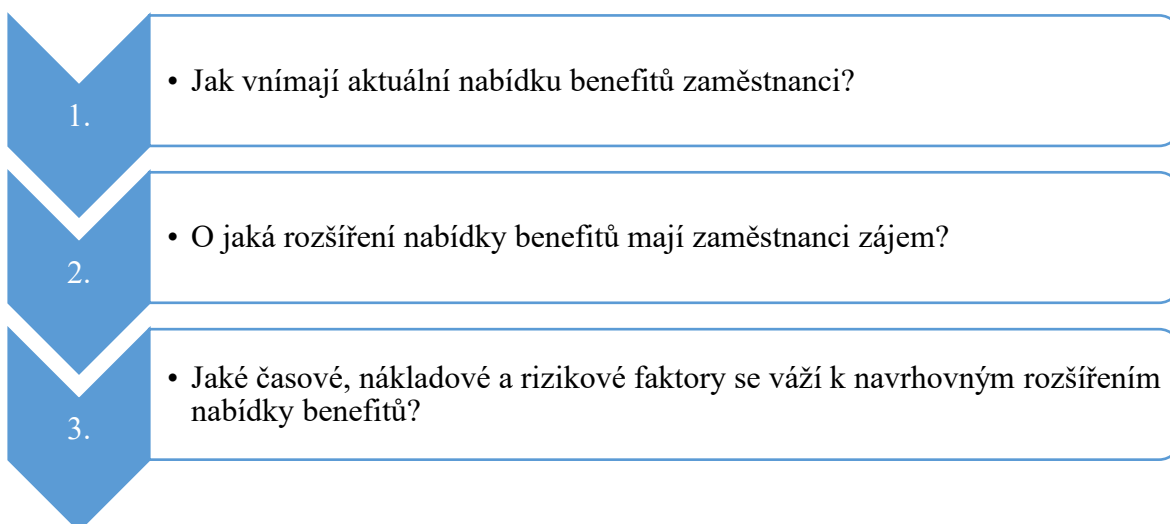 1.
• Jak vnímají aktuální nabídku benefitů zaměstnanci?
2.
• O jaká rozšíření nabídky benefitů mají zaměstnanci zájem?
3.
• Jaké časové, nákladové a rizikové faktory se váží k navrhovným rozšířením
nabídky benefitů?